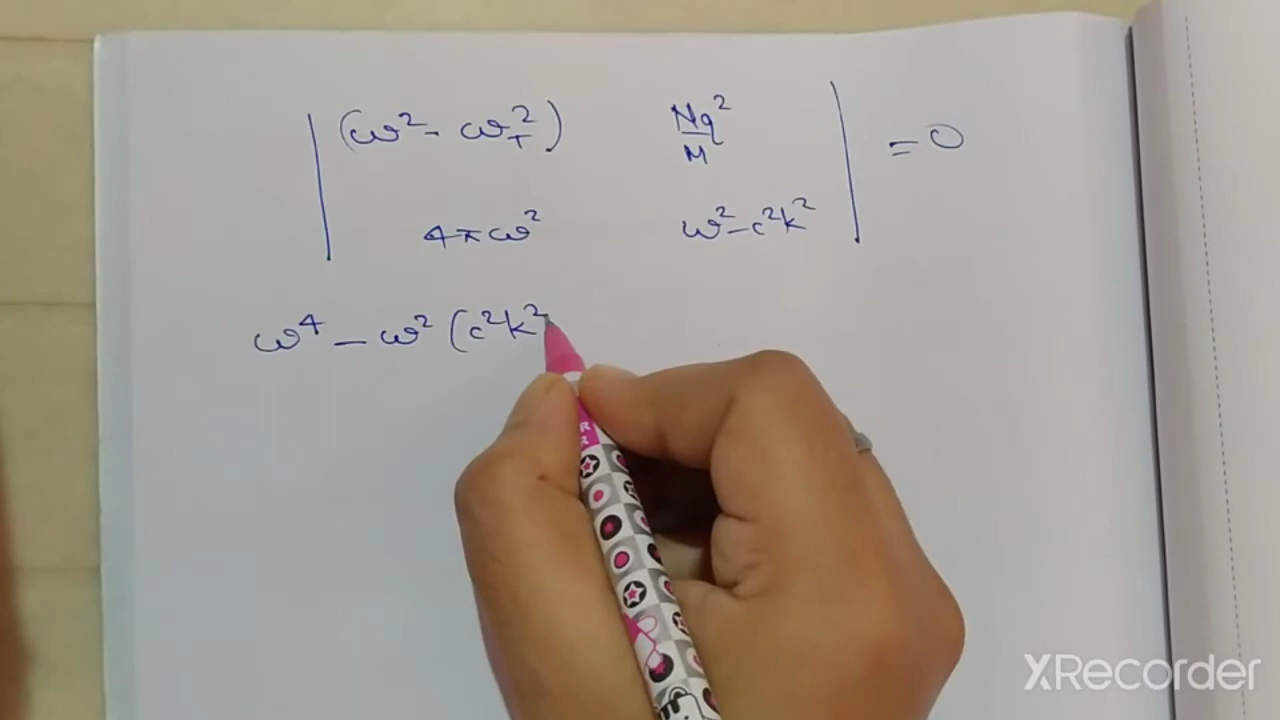 (ω² - ω_T²) Nq²/M = 0
4πω² ω² - c²k²
ω⁴ - ω² (c²k²
XRecorder